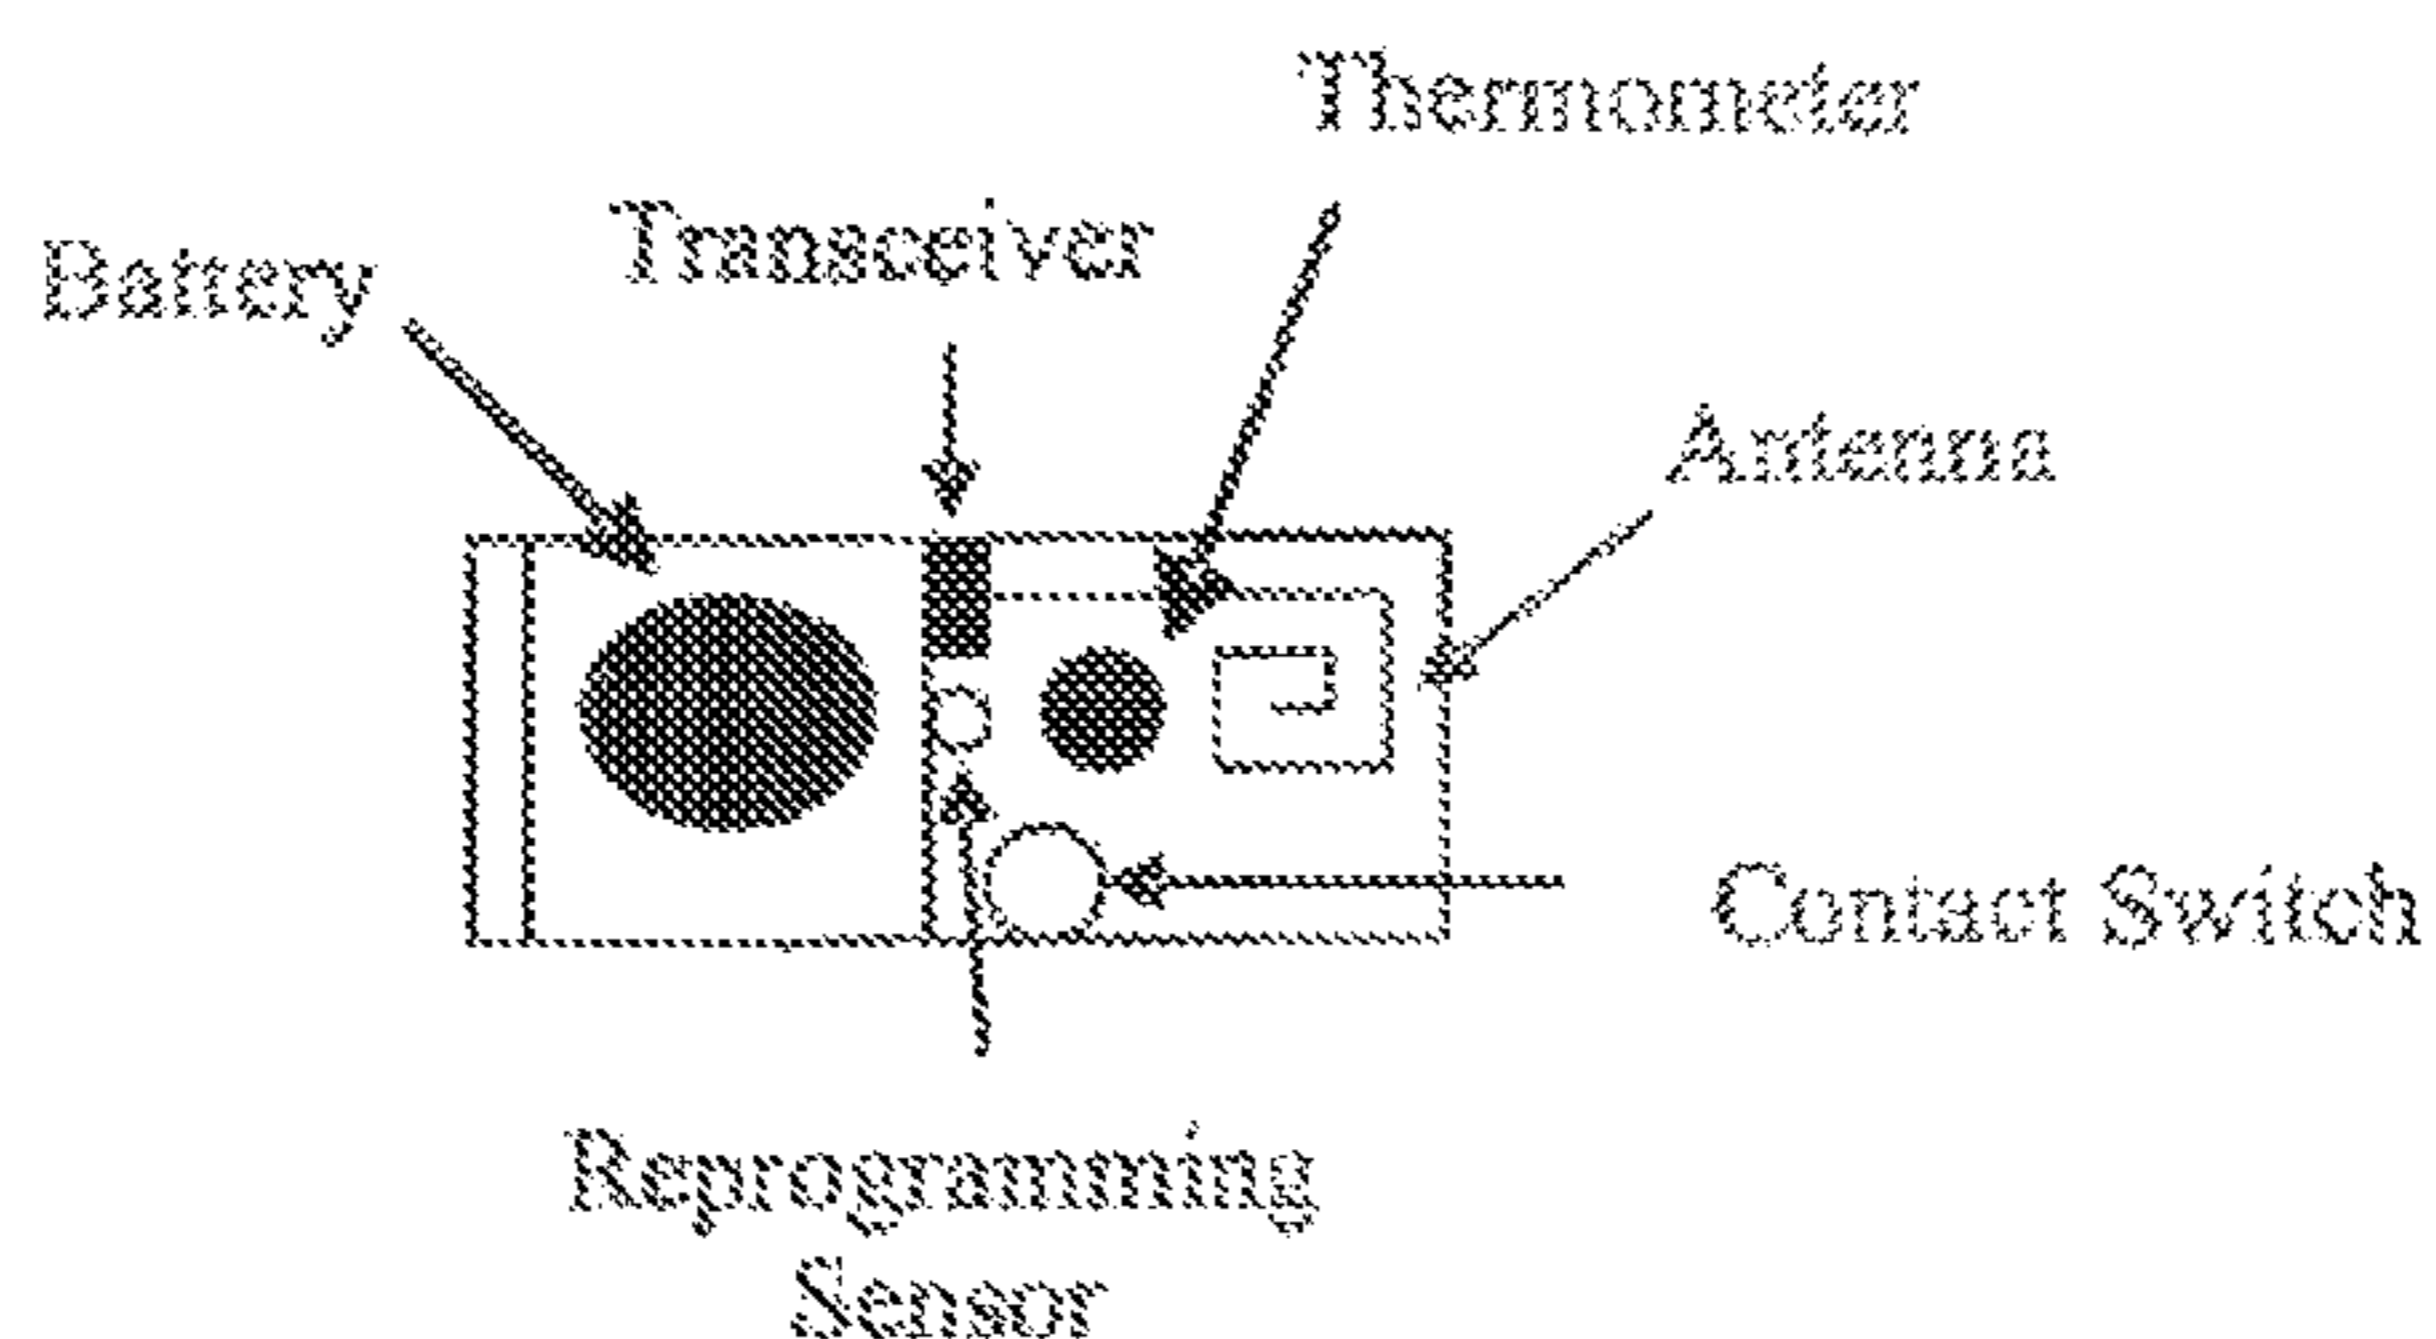 Thermometer
Transceiver
Battery
Antenna
Contact Switch
Reprogramming
Sensor